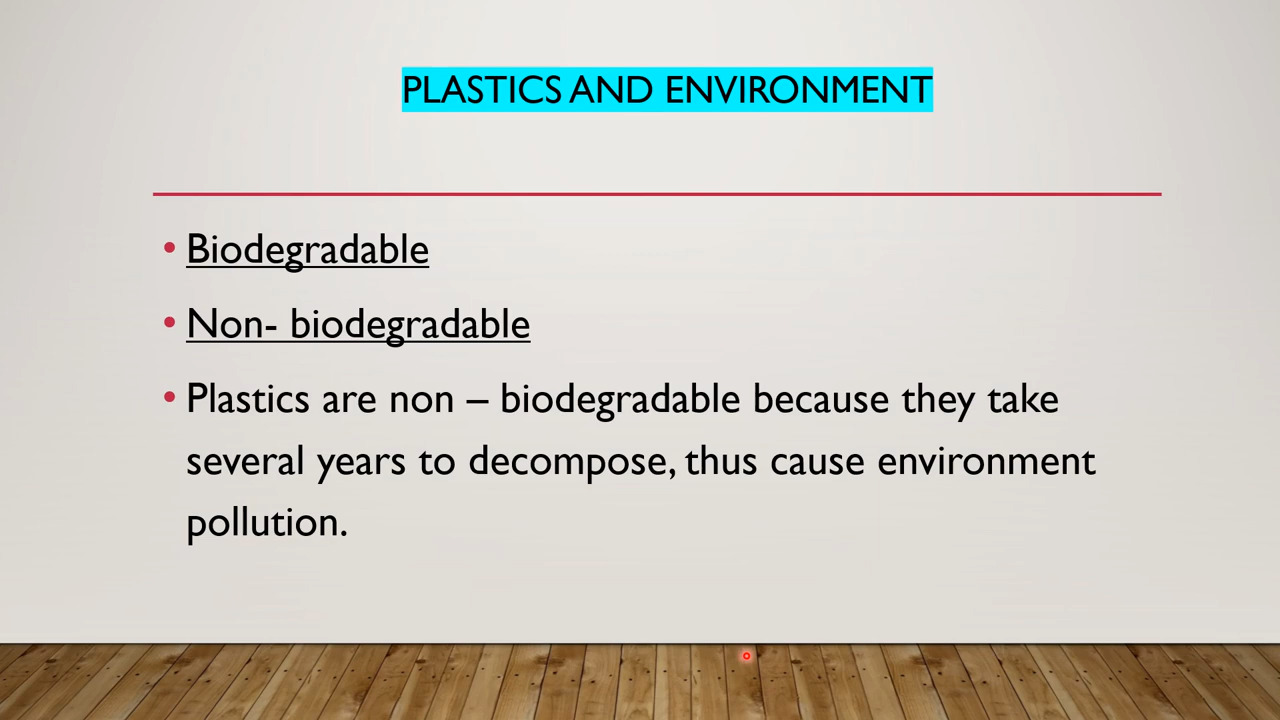 PLASTICS AND ENVIRONMENT
• Biodegradable
• Non- biodegradable
• Plastics are non – biodegradable because they take
several years to decompose, thus cause environment
pollution.